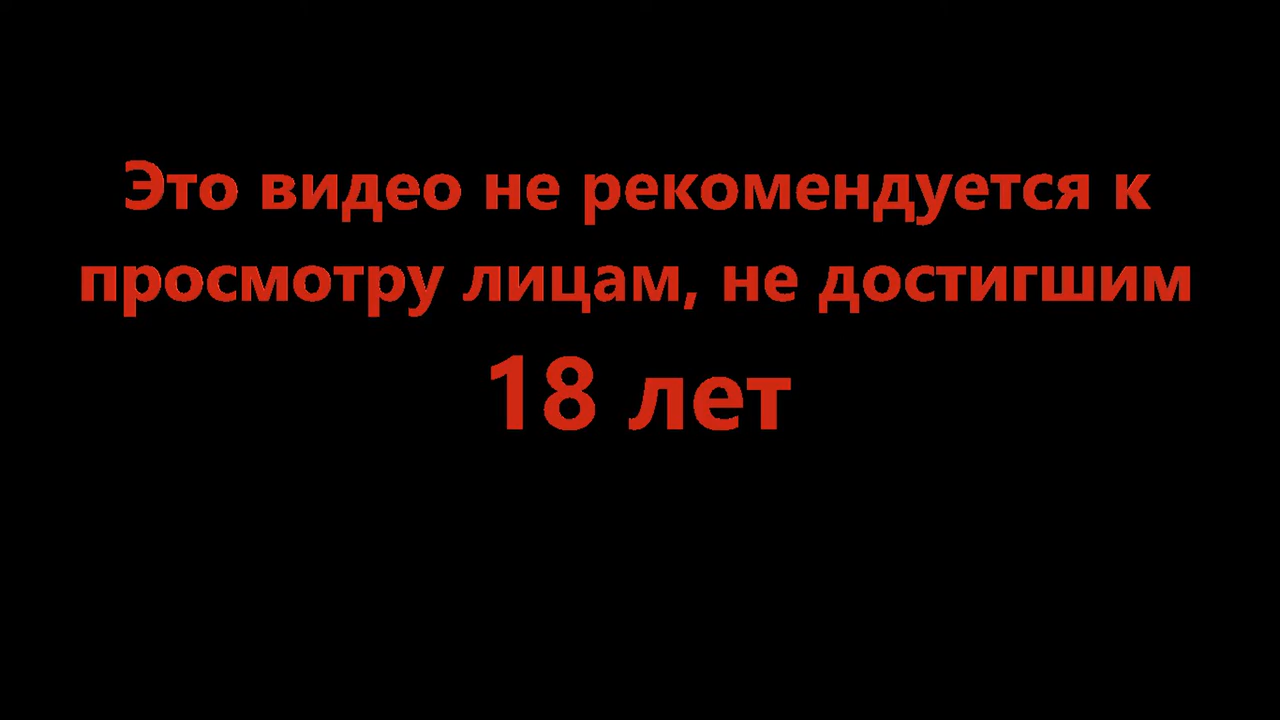 Это видео не рекомендуется к
просмотру лицам, не достигшим
18 лет